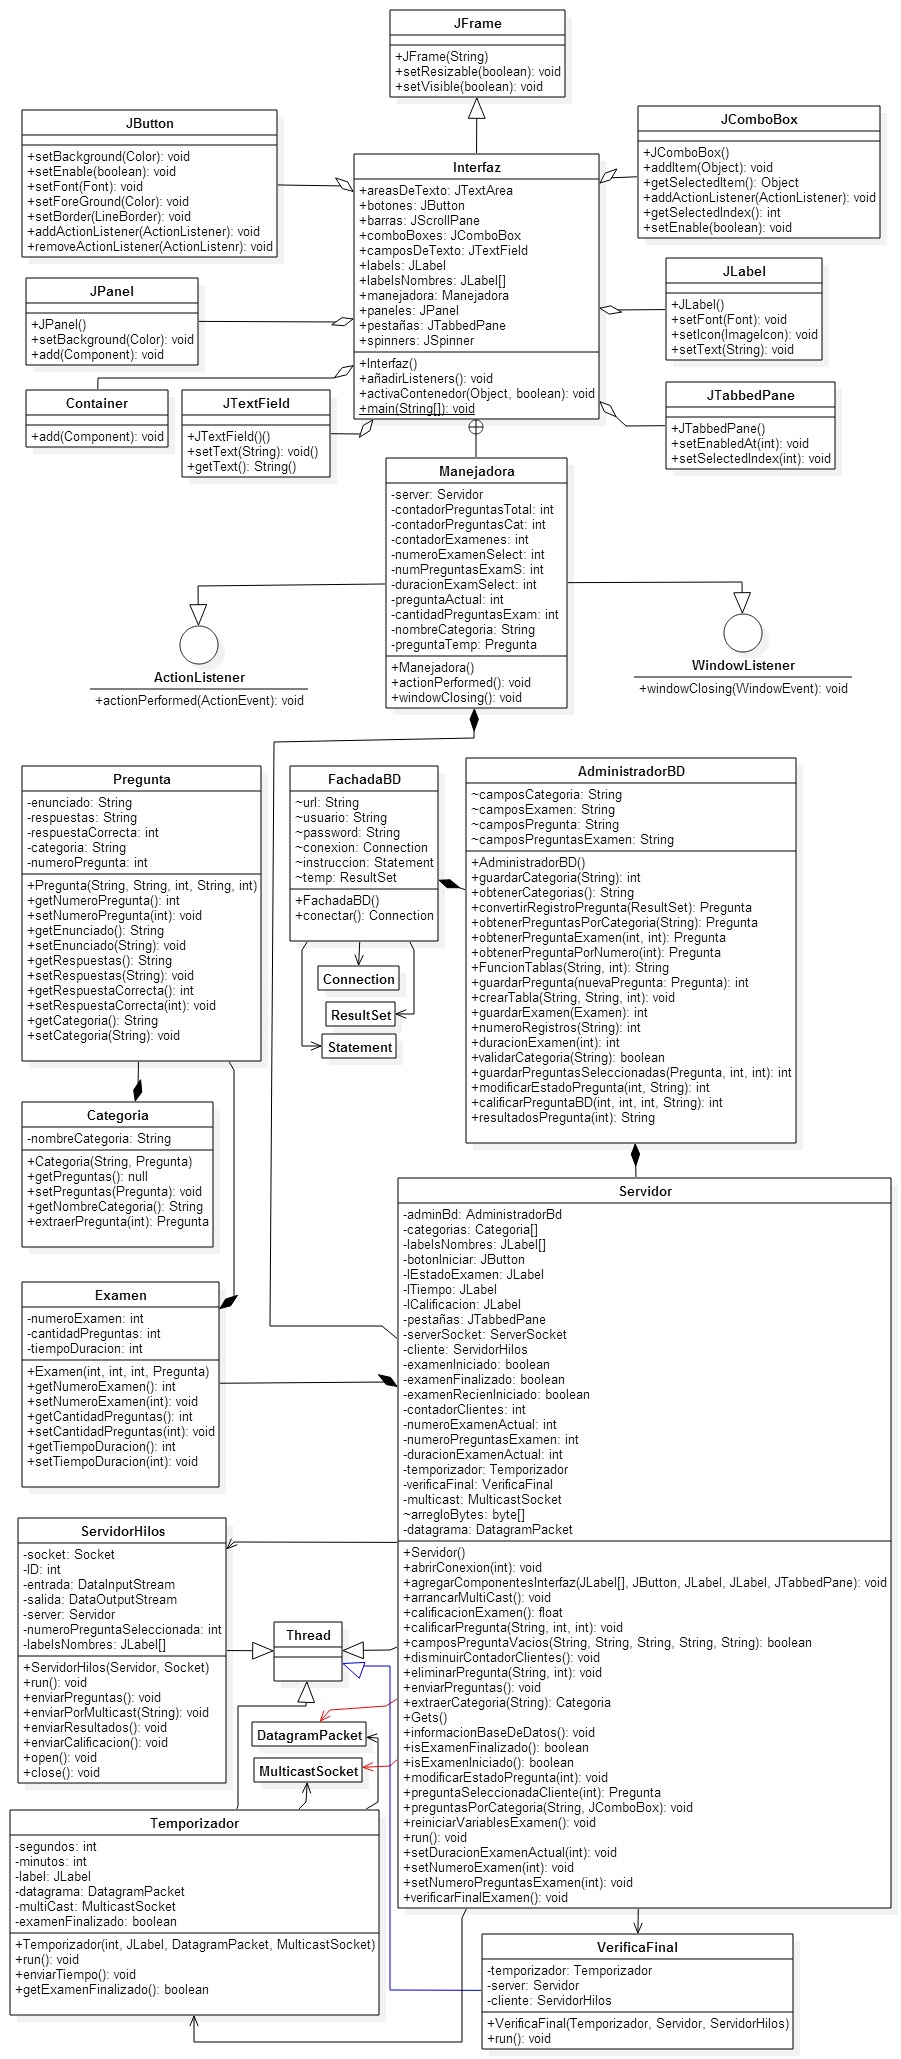 JFrame
+JFrame(String)
+setResizable(boolean): void
+setVisible(boolean): void
JButton
+setBackground(Color): void
+setEnable(boolean): void
+setFont(Font): void
+setForeGround(Color): void
+setBorder(LineBorder): void
+addActionListener(ActionListener): void
+removeActionListener(ActionListenr): void
Interfaz
+areasDeTexto: JTextArea
+botones: JButton
+barras: JScrollPane
+comboBoxes: JComboBox
+camposDeTexto: JTextField
+labels: JLabel
+labelsNombres: JLabel[]
+manejadora: Manejadora
+paneles: JPanel
+pestañas: JTabbedPane
+spinners: JSpinner
+Interfaz()
+añadirListeners(): void
+activaContenedor(Object, boolean): void
+main(String[]): void
JComboBox
+JComboBox()
+addItem(Object): void
+getSelectedItem(): Object
+addActionListener(ActionListener): void
+getSelectedIndex(): int
+setEnable(boolean): void
JPanel
+JPanel()
+setBackground(Color): void
+add(Component): void
JLabel
+JLabel()
+setFont(Font): void
+setIcon(ImageIcon): void
+setText(String): void
Container
+add(Component): void
JTextField
+JTextField()()
+setText(String): void()
+getText(): String()
JTabbedPane
+JTabbedPane()
+setEnabledAt(int): void
+setSelectedIndex(int): void
Manejadora
-server: Servidor
-contadorPreguntasTotal: int
-contadorPreguntasCat: int
-contadorExamenes: int
-numeroExamenSelect: int
-numPreguntasExamS: int
-duracionExamSelect: int
-preguntaActual: int
-cantidadPreguntasExam: int
-nombreCategoria: String
-preguntaTemp: Pregunta
+Manejadora()
+actionPerformed(): void
+windowClosing(): void
ActionListener
+actionPerformed(ActionEvent): void
WindowListener
+windowClosing(WindowEvent): void
Pregunta
-enunciado: String
-respuestas: String
-respuestaCorrecta: int
-categoria: String
-numeroPregunta: int
+Pregunta(String, String, int, String, int)
+getNumeroPregunta(): int
+setNumeroPregunta(int): void
+getEnunciado(): String
+setEnunciado(String): void
+getRespuestas(): String
+setRespuestas(String): void
+getRespuestaCorrecta(): int
+setRespuestaCorrecta(int): void
+getCategoria(): String
+setCategoria(String): void
FachadaBD
~url: String
~usuario: String
~password: String
~conexion: Connection
~instruccion: Statement
~temp: ResultSet
+FachadaBD()
+conectar(): Connection
Connection
ResultSet
Statement
AdministradorBD
~camposCategoria: String
~camposExamen: String
~camposPregunta: String
~camposPreguntasExamen: String
+AdministradorBD()
+guardarCategoria(String): int
+obtenerCategorias(): String
+convertirRegistroPregunta(ResultSet): Pregunta
+obtenerPreguntasPorCategoria(String): Pregunta
+obtenerPreguntaExamen(int, int): Pregunta
+obtenerPreguntaPorNumero(int): Pregunta
+FuncionTablas(String, int): String
+guardarPregunta(nuevaPregunta: Pregunta): int
+crearTabla(String, String, int): void
+guardarExamen(Examen): int
+numeroRegistros(String): int
+duracionExamen(int): int
+validarCategoria(String): boolean
+guardarPreguntasSeleccionadas(Pregunta, int, int): int
+modificarEstadoPregunta(int, String): int
+calificarPreguntaBD(int, int, int, String): int
+resultadosPregunta(int): String
Categoria
-nombreCategoria: String
+Categoria(String, Pregunta)
+getPreguntas(): null
+setPreguntas(Pregunta): void
+getNombreCategoria(): String
+extraerPregunta(int): Pregunta
Examen
-numeroExamen: int
-cantidadPreguntas: int
-tiempoDuracion: int
+Examen(int, int, int, Pregunta)
+getNumeroExamen(): int
+setNumeroExamen(int): void
+getCantidadPreguntas(): int
+setCantidadPreguntas(int): void
+getTiempoDuracion(): int
+setTiempoDuracion(int): void
Servidor
-adminBd: AdministradorBd
-categorias: Categoria[]
-labelsNombres: JLabel[]
-botonIniciar: JButton
-lEstadoExamen: JLabel
-lTiempo: JLabel
-lCalificacion: JLabel
-pestañas: JTabbedPane
-serverSocket: ServerSocket
-cliente: ServidorHilos
-examenIniciado: boolean
-examenFinalizado: boolean
-examenRecienIniciado: boolean
-contadorClientes: int
-numeroExamenActual: int
-numeroPreguntasExamen: int
-duracionExamenActual: int
-temporizador: Temporizador
-verificaFinal: VerificaFinal
-multicast: MulticastSocket
~arregloBytes: byte[]
-datagrama: DatagramPacket
+Servidor()
+abrirConexion(int): void
+agregarComponentesInterfaz(JLabel[], JButton, JLabel, JLabel, JTabbedPane): void
+arrancarMultiCast(): void
+calificacionExamen(): float
+calificarPregunta(String, int, int): void
+camposPreguntaVacios(String, String, String, String, String): boolean
+disminuirContadorClientes(): void
+eliminarPregunta(String, int): void
+enviarPreguntas(): void
+extraerCategoria(String): Categoria
+Gets()
+informacionBaseDeDatos(): void
+isExamenFinalizado(): boolean
+isExamenIniciado(): boolean
+modificarEstadoPregunta(int): void
+preguntaSeleccionadaCliente(int): Pregunta
+preguntasPorCategoria(String, JComboBox): void
+reiniciarVariablesExamen(): void
+run(): void
+setDuracionExamenActual(int): void
+setNumeroExamen(int): void
+setNumeroPreguntasExamen(int): void
+verificarFinalExamen(): void
ServidorHilos
-socket: Socket
-ID: int
-entrada: DataInputStream
-salida: DataOutputStream
-server: Servidor
-numeroPreguntaSeleccionada: int
-labelsNombres: JLabel[]
+ServidorHilos(Servidor, Socket)
+run(): void
+enviarPreguntas(): void
+enviarPorMulticast(String): void
+enviarResultados(): void
+enviarCalificacion(): void
+open(): void
+close(): void
Thread
DatagramPacket
MulticastSocket
Temporizador
-segundos: int
-minutos: int
-label: JLabel
-datagrama: DatagramPacket
-multiCast: MulticastSocket
-examenFinalizado: boolean
+Temporizador(int, JLabel, DatagramPacket, MulticastSocket)
+run(): void
+enviarTiempo(): void
+getExamenFinalizado(): boolean
VerificaFinal
-temporizador: Temporizador
-server: Servidor
-cliente: ServidorHilos
+VerificaFinal(Temporizador, Servidor, ServidorHilos)
+run(): void